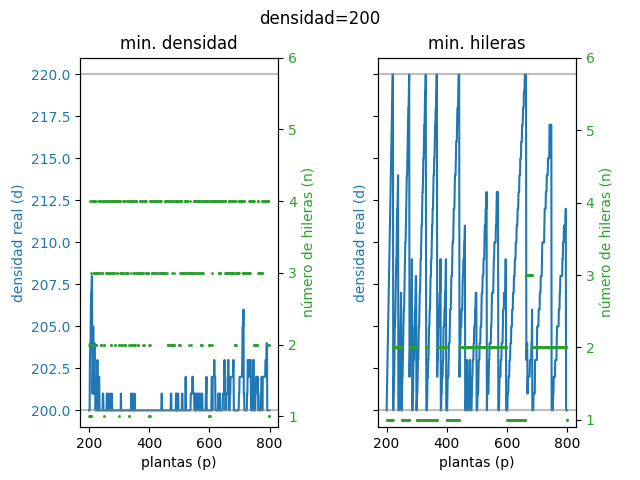 densidad=200
min. densidad
min. hileras
220.0
217.5
215.0
212.5
210.0
207.5
205.0
202.5
200.0
densidad real (d)
6
5
4
3
2
1
número de hileras (n)
200 400 600 800
plantas (p)
densidad real (d)
6
5
4
3
2
1
número de hileras (n)
200 400 600 800
plantas (p)